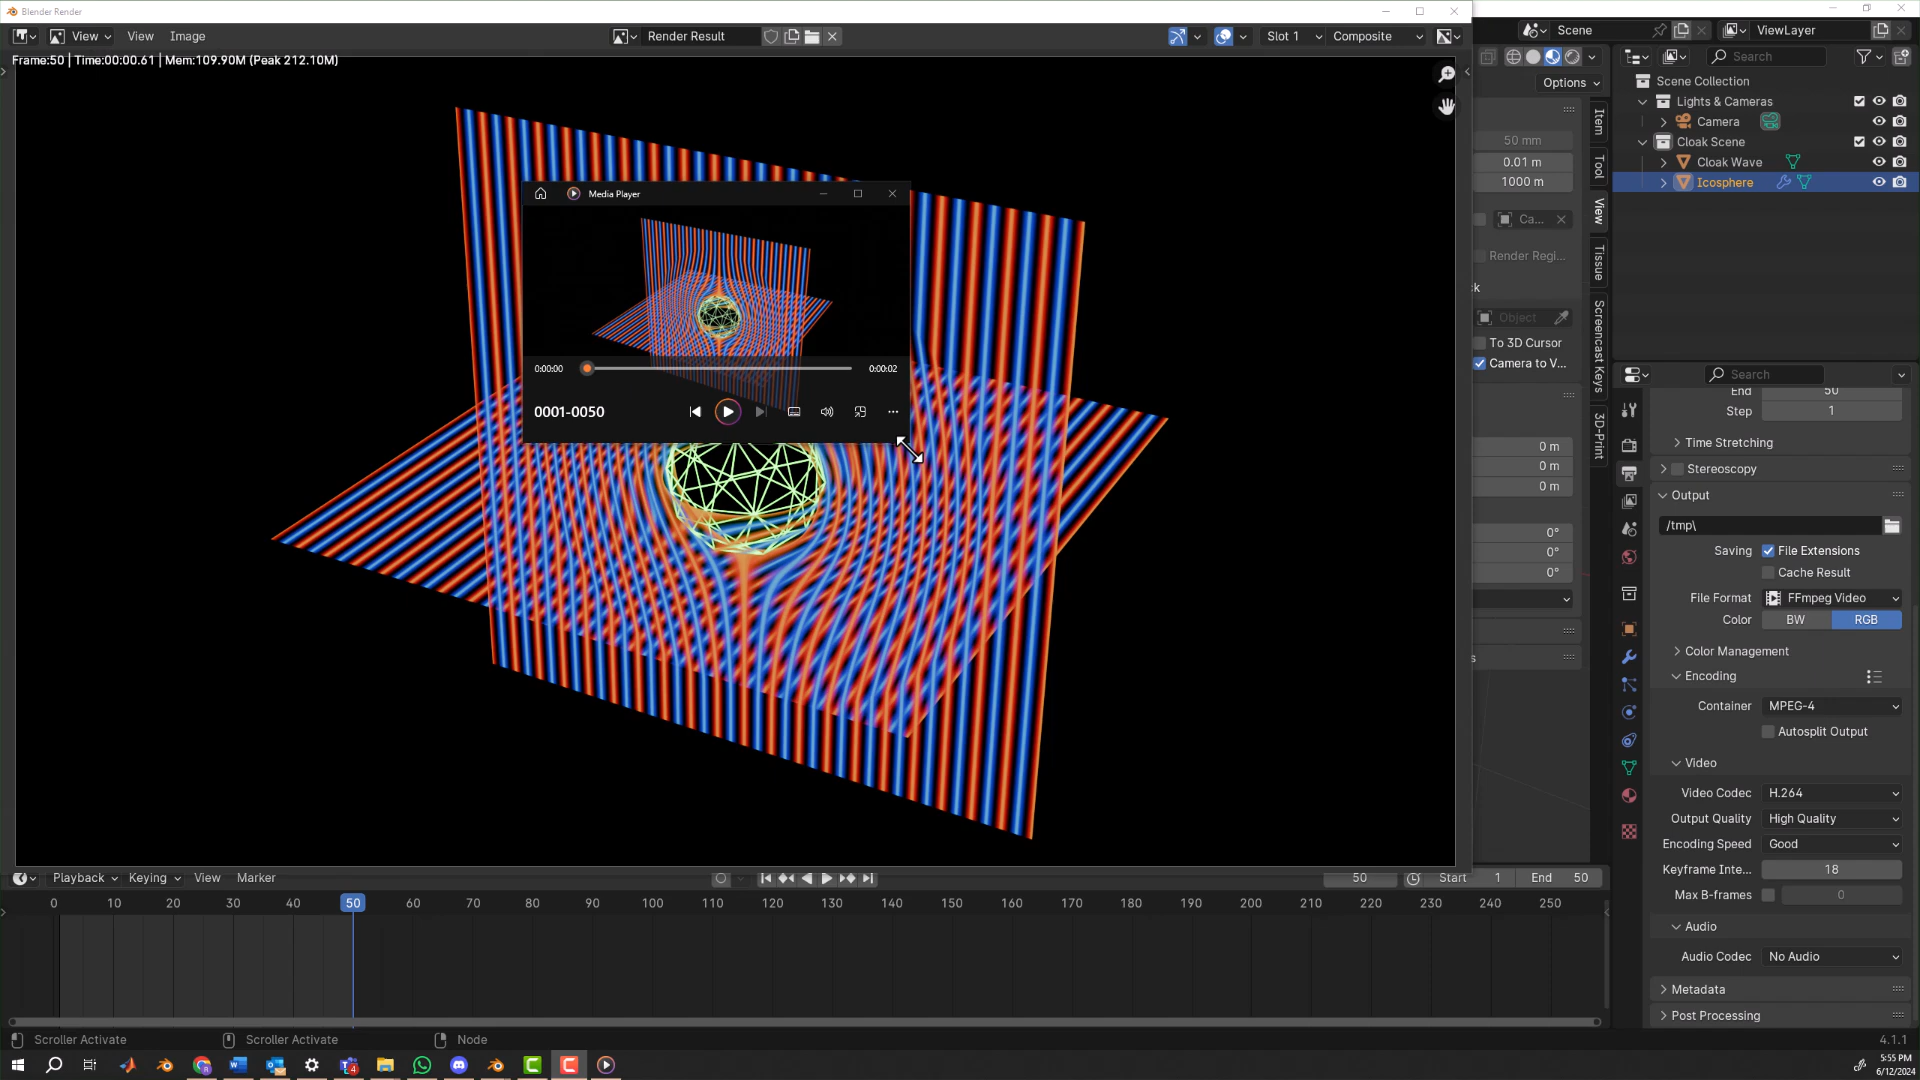 Blender Render
View View Image Render Result Slot 1 Composite
Frame:50 | Time:00:00.61 | Mem:109.90M (Peak 212.10M)
Media Player
0:00:00 0:00:02
0001-0050
Options
50 mm
0.01 m
1000 m
Ca...
Render Regi...
ck
Object
To 3D Cursor
Camera to V...
0 m
0 m
0 m
0°
0°
0°
s
Item
Tool
View
Tissue
Screencast Keys
3D-Print
Scene ViewLayer
Search
Scene Collection
Lights & Cameras
Camera
Cloak Scene
Cloak Wave
Icosphere
Search
End 50
Step 1
Time Stretching
Stereoscopy
Output
/tmp\
Saving File Extensions
Cache Result
File Format FFmpeg Video
Color BW RGB
Color Management
Encoding
Container MPEG-4
Autosplit Output
Video
Video Codec H.264
Output Quality High Quality
Encoding Speed Good
Keyframe Inte... 18
Max B-frames 0
Audio
Audio Codec No Audio
Metadata
Post Processing
Playback Keying View Marker 50 Start 1 End 50
0 10 20 30 40 50 60 70 80 90 100 110 120 130 140 150 160 170 180 190 200 210 220 230 240 250
Scroller Activate Scroller Activate Node 4.1.1
4
5:55 PM
6/12/2024